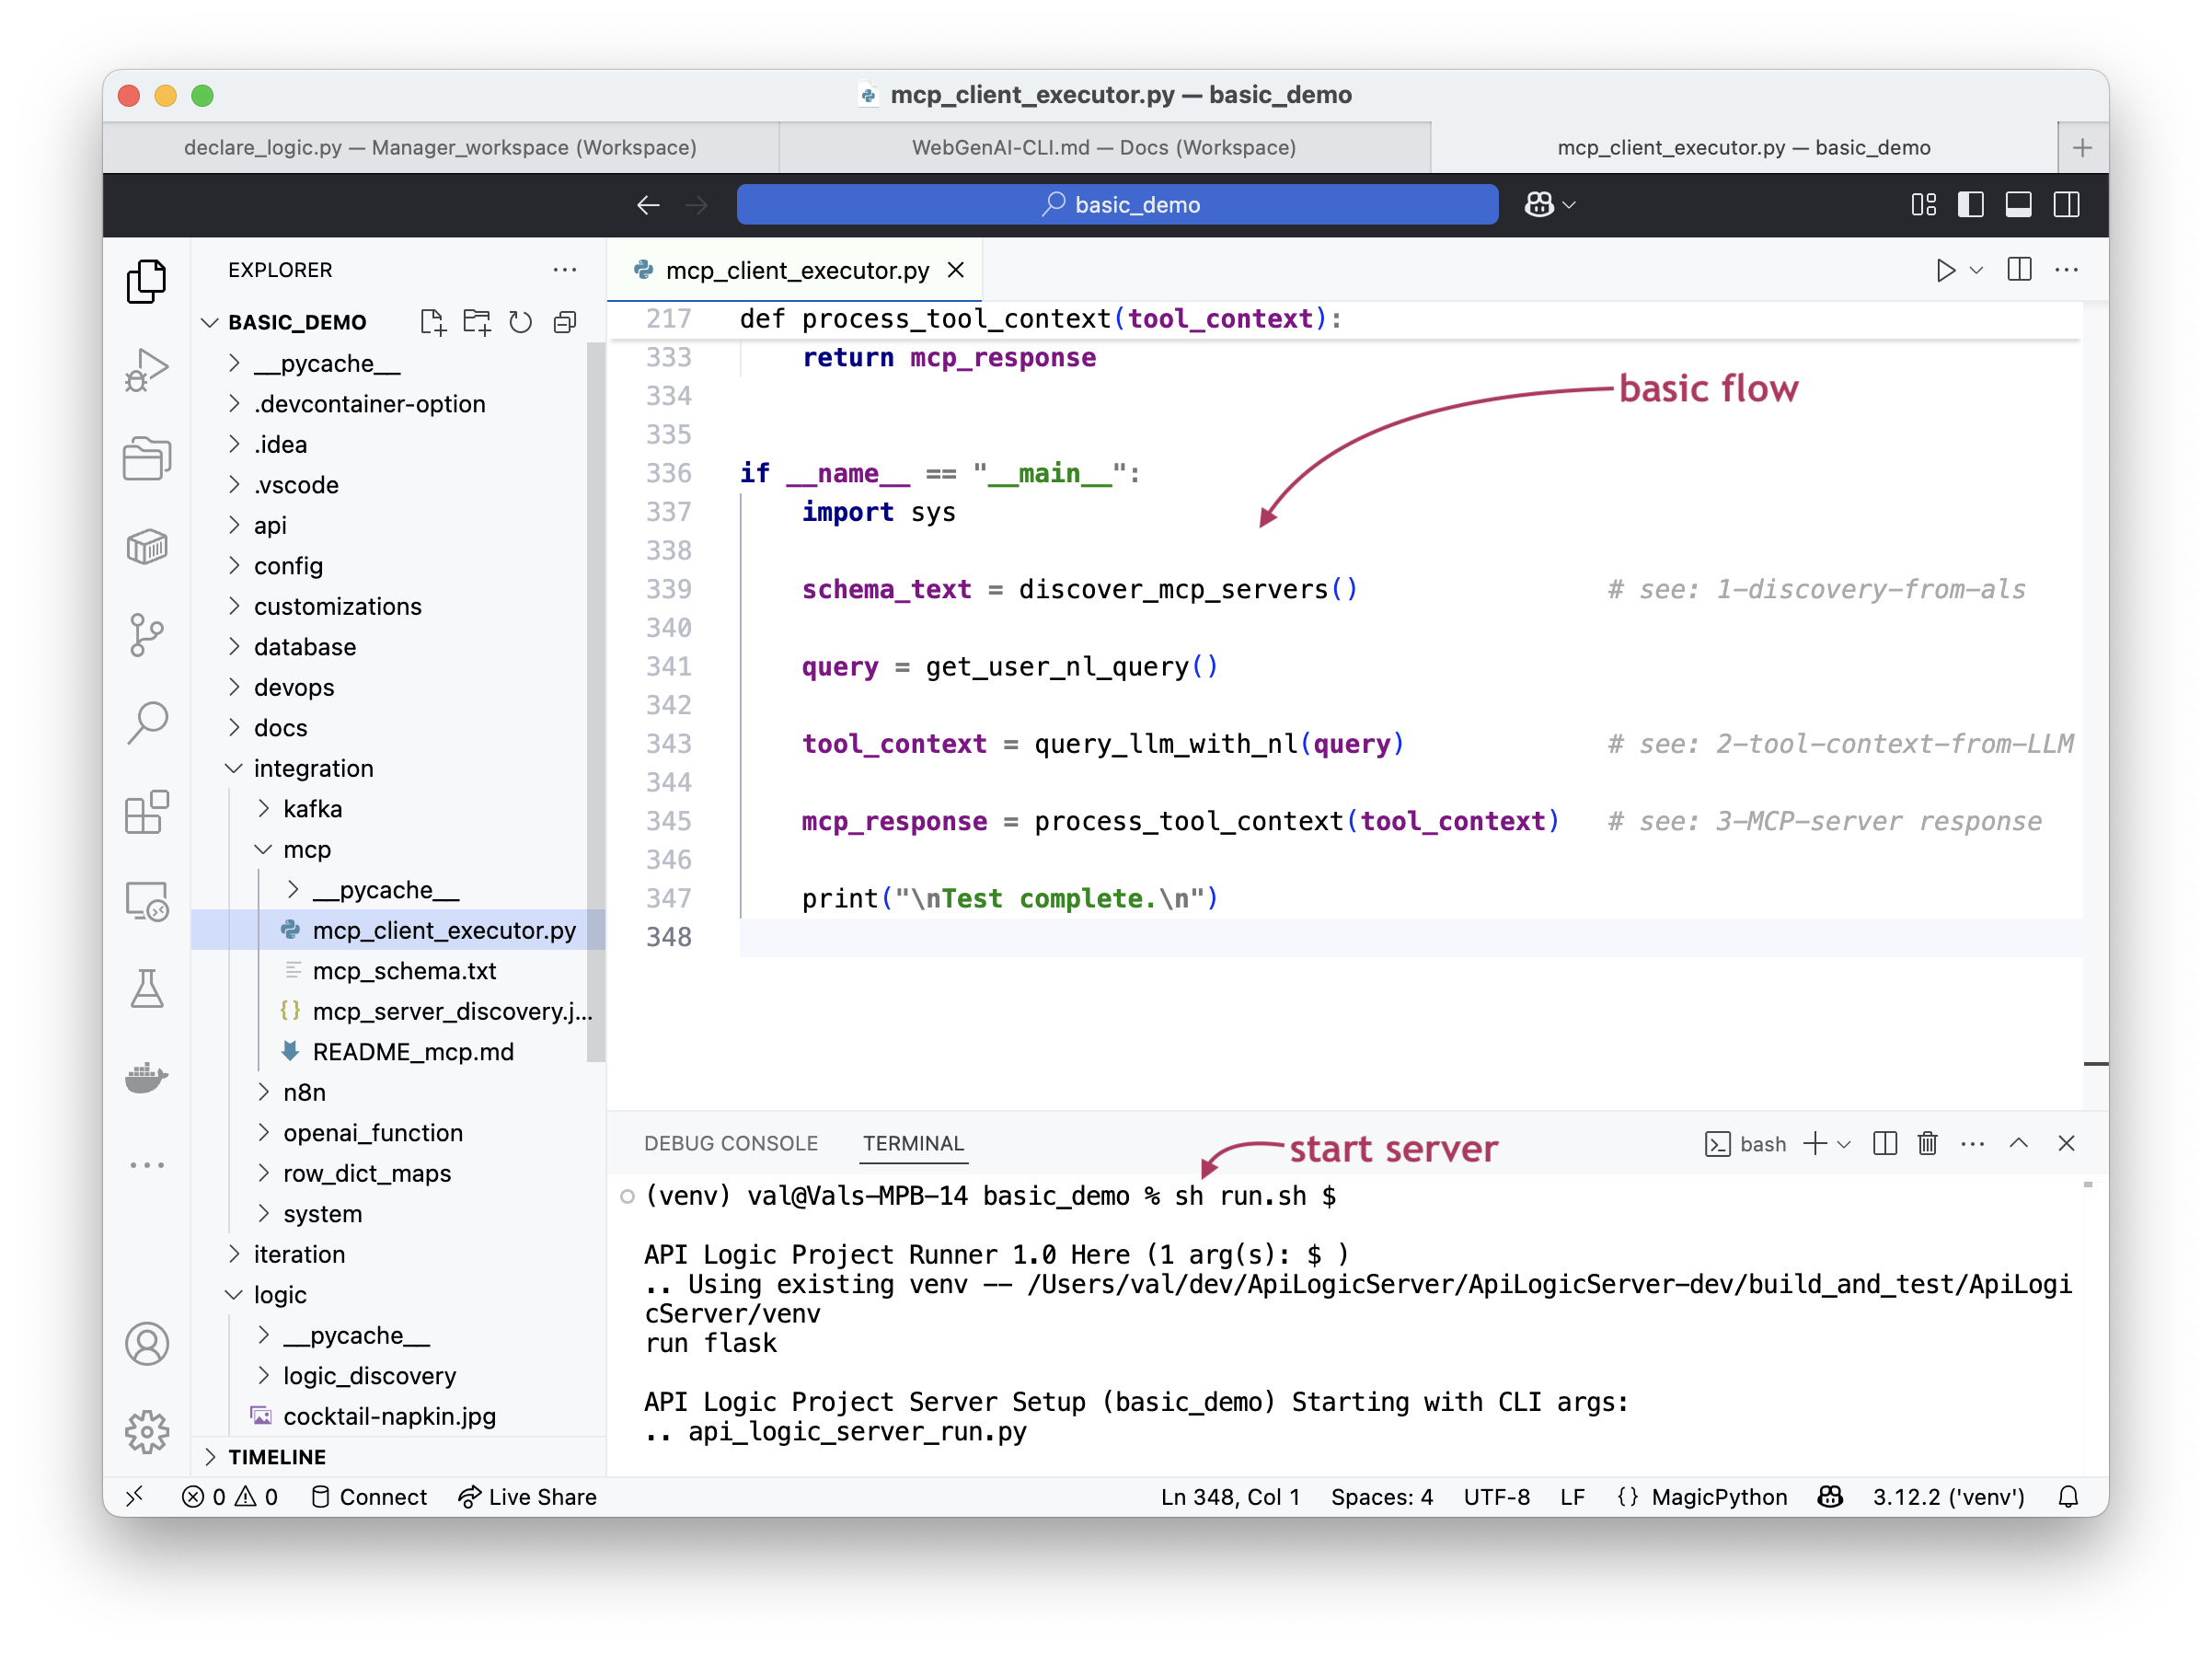 mcp_client_executor.py — basic_demo
declare_logic.py — Manager_workspace (Workspace)
WebGenAI-CLI.md — Docs (Workspace)
mcp_client_executor.py — basic_demo
basic_demo
EXPLORER
BASIC_DEMO
__pycache__
.devcontainer-option
.idea
.vscode
api
config
customizations
database
devops
docs
integration
kafka
mcp
__pycache__
mcp_client_executor.py
mcp_schema.txt
mcp_server_discovery.j...
README_mcp.md
n8n
openai_function
row_dict_maps
system
iteration
logic
__pycache__
logic_discovery
cocktail-napkin.jpg
TIMELINE
mcp_client_executor.py
217 def process_tool_context(tool_context):
333 return mcp_response
334
335
336 if __name__ == "__main__":
337 import sys
338
339 schema_text = discover_mcp_servers() # see: 1-discovery-from-als
340
341 query = get_user_nl_query()
342
343 tool_context = query_llm_with_nl(query) # see: 2-tool-context-from-LLM
344
345 mcp_response = process_tool_context(tool_context) # see: 3-MCP-server response
346
347 print("\nTest complete.\n")
348
basic flow
DEBUG CONSOLE
TERMINAL
start server
bash
(venv) val@Vals-MPB-14 basic_demo % sh run.sh $
API Logic Project Runner 1.0 Here (1 arg(s): $ )
.. Using existing venv -- /Users/val/dev/ApiLogicServer/ApiLogicServer-dev/build_and_test/ApiLogi
cServer/venv
run flask
API Logic Project Server Setup (basic_demo) Starting with CLI args:
.. api_logic_server_run.py
0 0 Connect Live Share Ln 348, Col 1 Spaces: 4 UTF-8 LF {} MagicPython 3.12.2 ('venv')